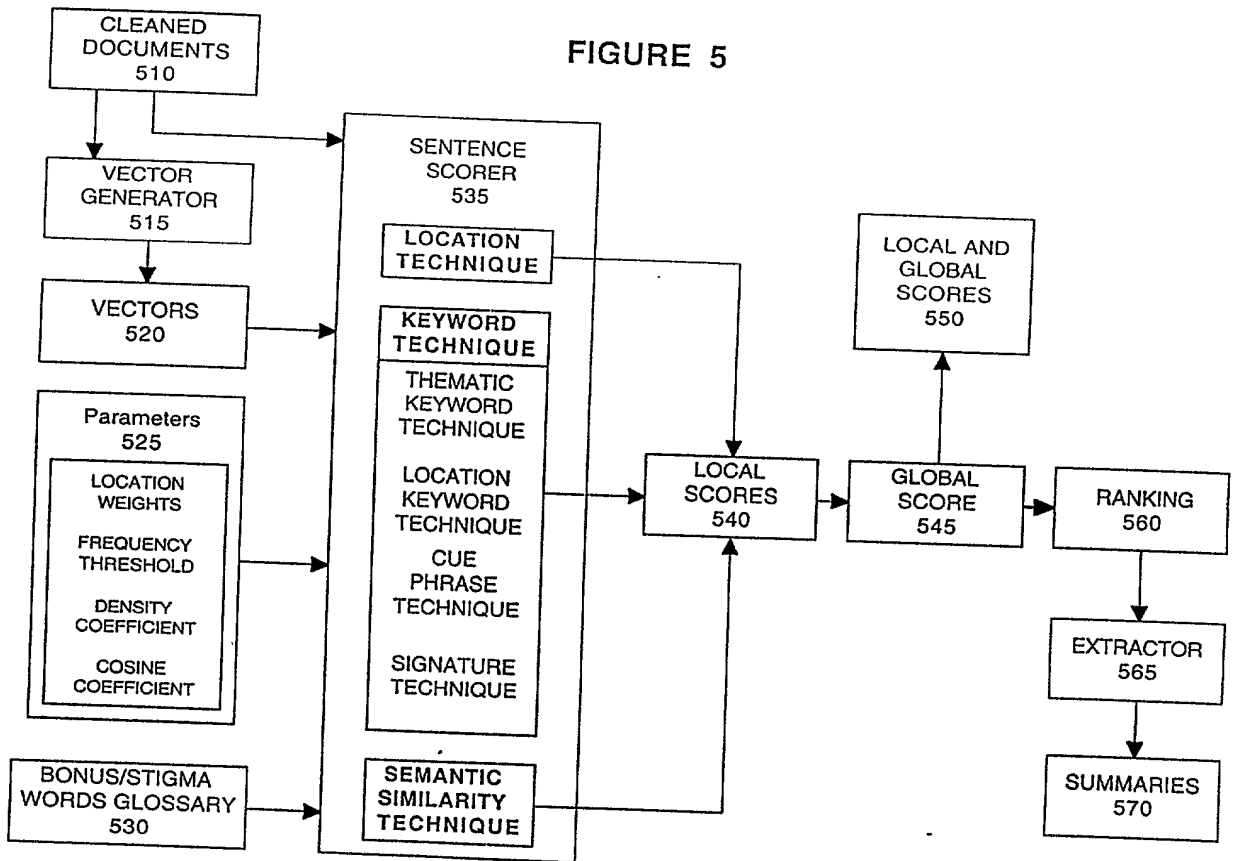 FIGURE 5
CLEANED
DOCUMENTS
510
VECTOR
GENERATOR
515
VECTORS
520
Parameters
525
LOCATION
WEIGHTS
FREQUENCY
THRESHOLD
DENSITY
COEFFICIENT
COSINE
COEFFICIENT
BONUS/STIGMA
WORDS GLOSSARY
530
SENTENCE
SCORER
535
LOCATION
TECHNIQUE
KEYWORD
TECHNIQUE
THEMATIC
KEYWORD
TECHNIQUE
LOCATION
KEYWORD
TECHNIQUE
CUE
PHRASE
TECHNIQUE
SIGNATURE
TECHNIQUE
SEMANTIC
SIMILARITY
TECHNIQUE
LOCAL
SCORES
540
GLOBAL
SCORE
545
LOCAL AND
GLOBAL
SCORES
550
RANKING
560
EXTRACTOR
565
SUMMARIES
570